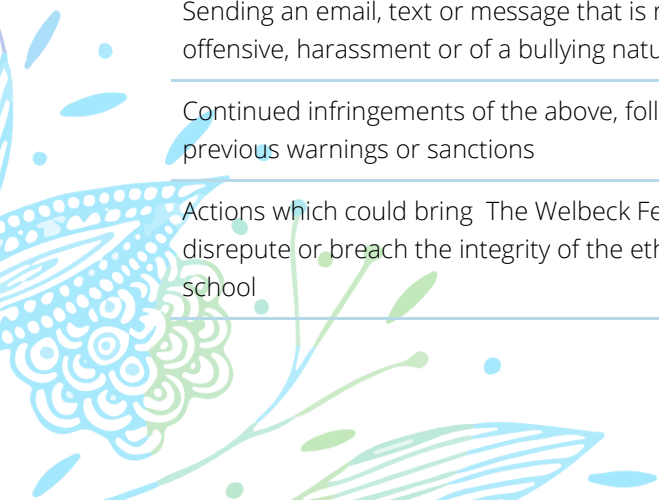 Sending an email, text or message that is
offensive, harassment or of a bullying
Continued infringements of the above,
previous warnings or sanctions
Actions which could bring  The Welbeck
disrepute or breach the integrity of the
school